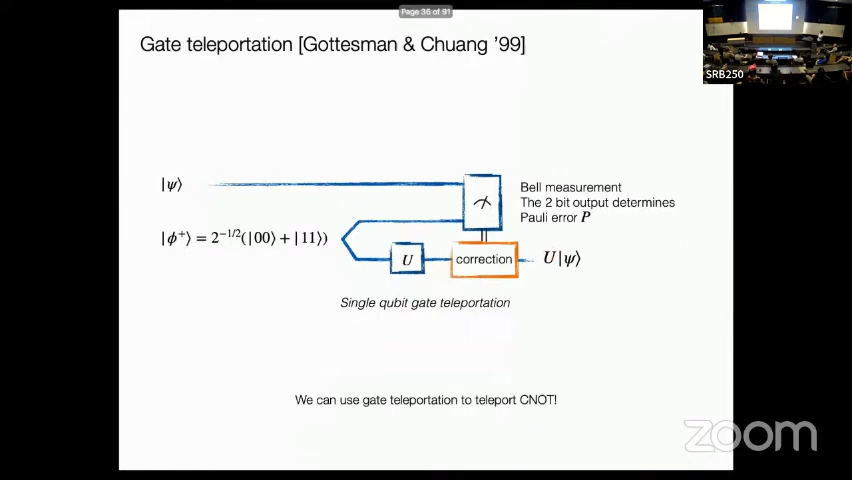 Page 36 of 91
Gate teleportation [Gottesman & Chuang '99]
SRB250
|ψ⟩
Bell measurement
The 2 bit output determines
Pauli error P
|ϕ⁺⟩ = 2⁻¹/²(|00⟩ + |11⟩)
U
correction
U|ψ⟩
Single qubit gate teleportation
We can use gate teleportation to teleport CNOT!
zoom